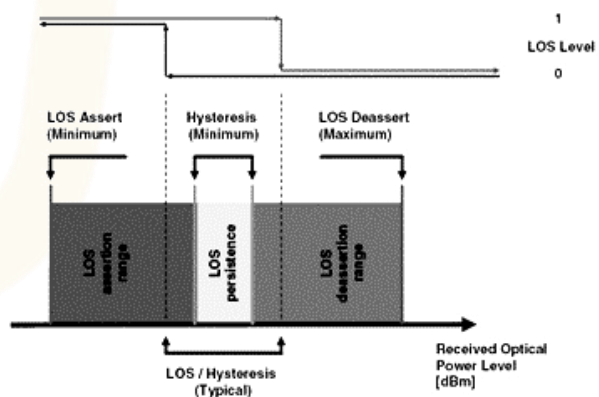 1
LOS Level
0
LOS Assert
(Minimum)
Hysteresis
(Minimum)
LOS Deassert
(Maximum)
LOS
assertion
range
LOS
persistence
LOS
deassertion
range
LOS / Hysteresis
(Typical)
Received Optical
Power Level
[dBm]